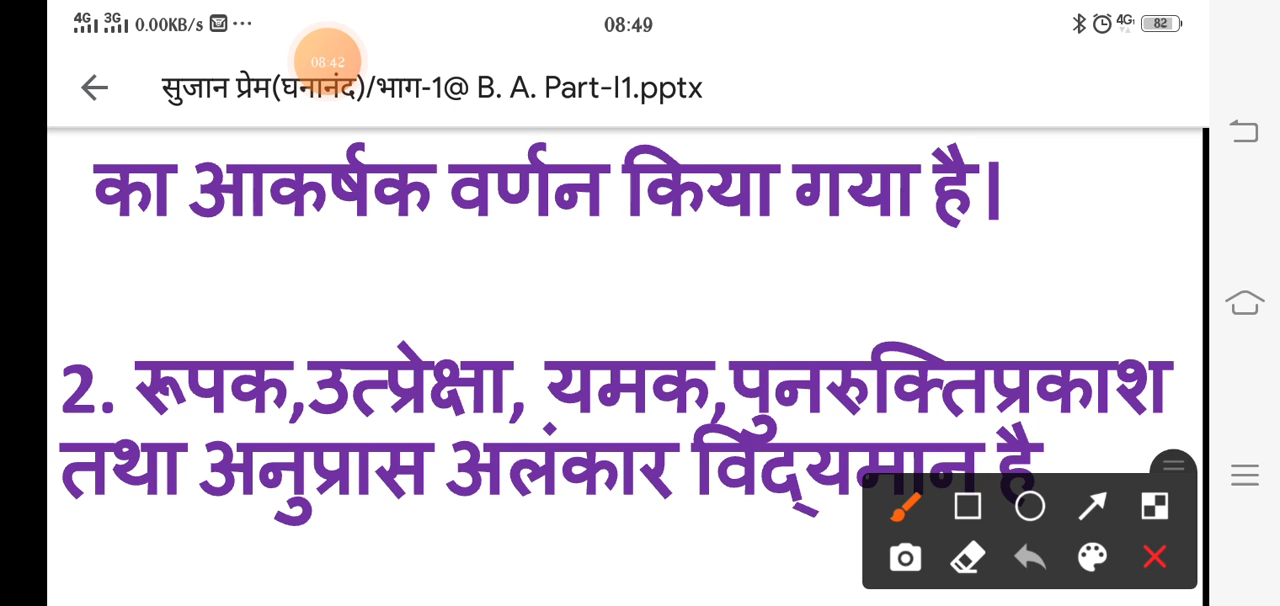 4G 3G 0.00KB/s ... 08:49 4G 82
08:42
सुजान प्रेम(घनानंद)/भाग-1@ B. A. Part-I1.pptx
का आकर्षक वर्णन किया गया है।
2. रूपक,उत्प्रेक्षा, यमक,पुनरुक्तिप्रकाश
तथा अनुप्रास अलंकार विद्यमान है